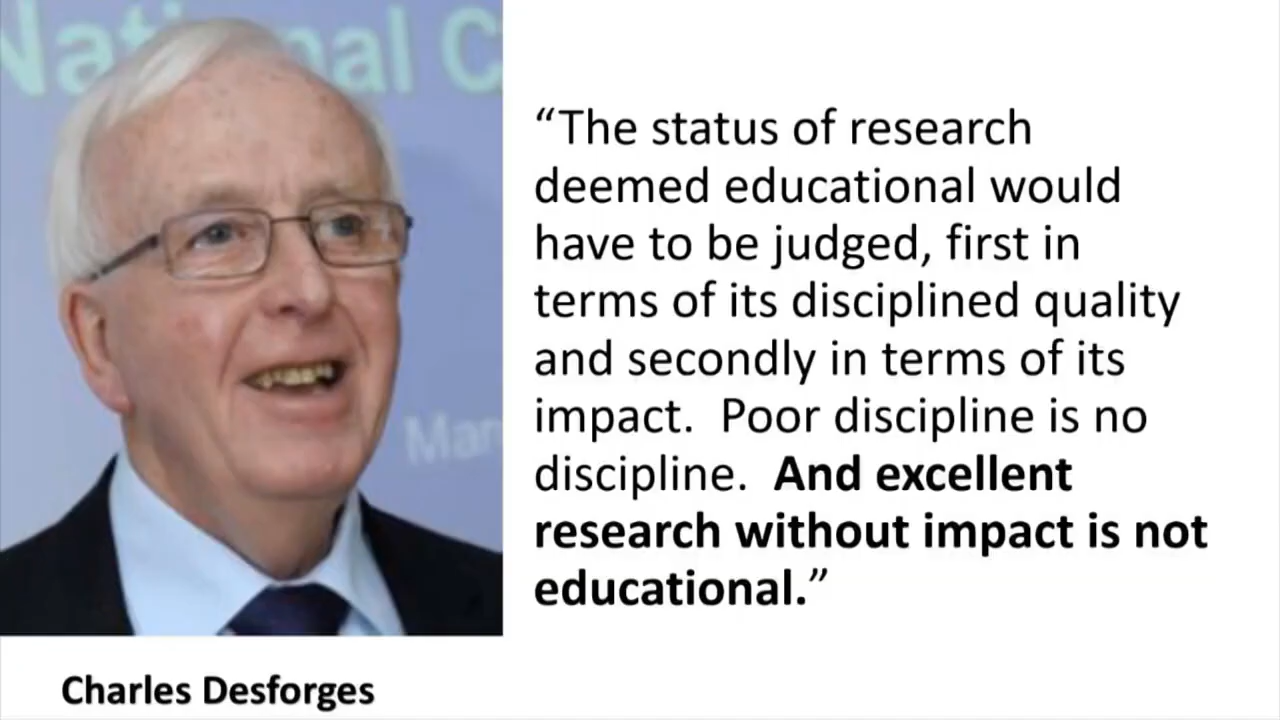 National C
Man
“The status of research
deemed educational would
have to be judged, first in
terms of its disciplined quality
and secondly in terms of its
impact.  Poor discipline is no
discipline.  And excellent
research without impact is not
educational.”
Charles Desforges